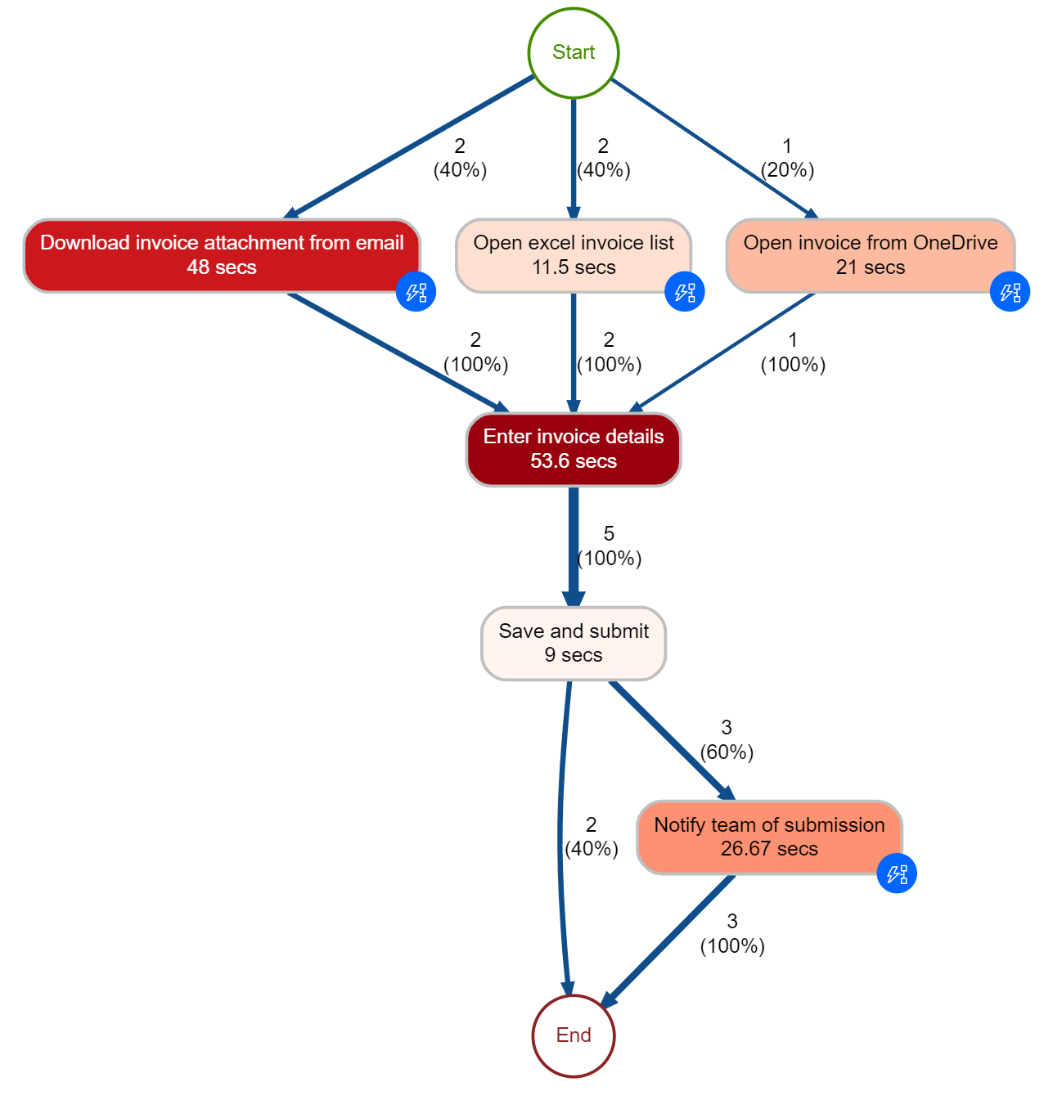 Start
2
(40%)
2
(40%)
1
(20%)
Download invoice attachment from email
48 secs
Open excel invoice list
11.5 secs
Open invoice from OneDrive
21 secs
2
(100%)
2
(100%)
1
(100%)
Enter invoice details
53.6 secs
5
(100%)
Save and submit
9 secs
3
(60%)
2
(40%)
Notify team of submission
26.67 secs
3
(100%)
End